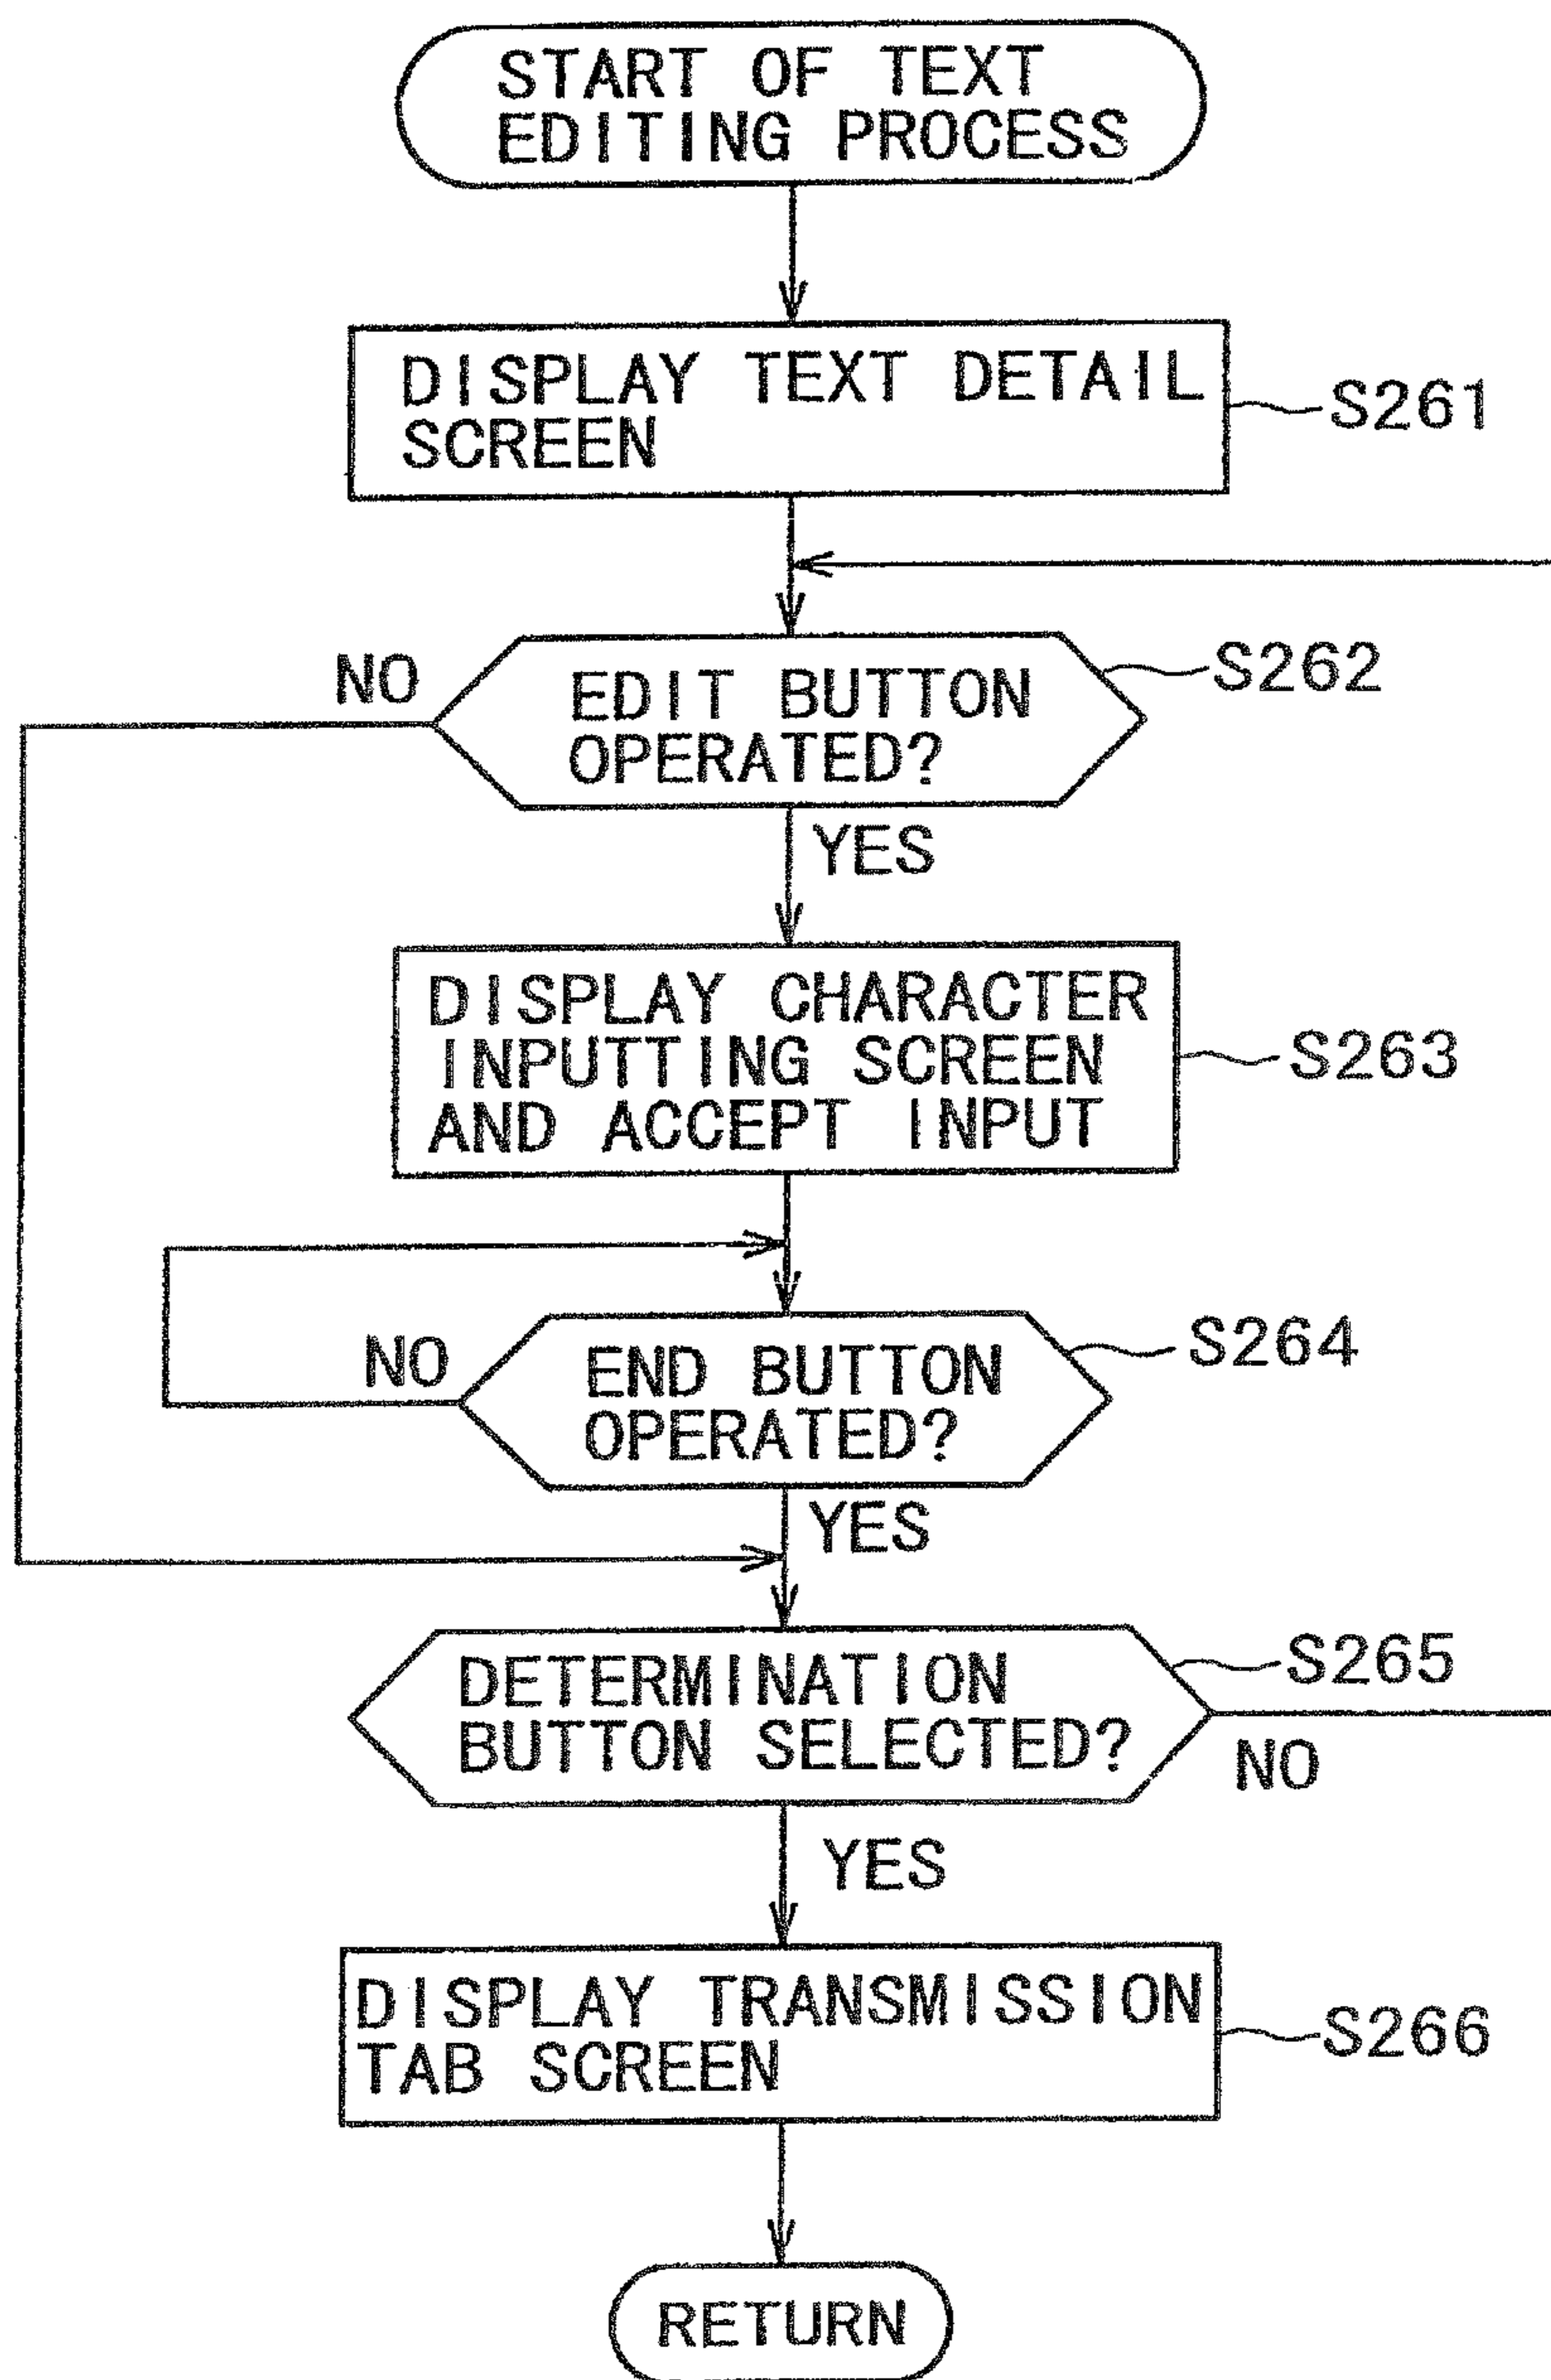 START OF TEXT
EDITING PROCESS
DISPLAY TEXT DETAIL
SCREEN
S261
NO
EDIT BUTTON
OPERATED?
S262
YES
DISPLAY CHARACTER
INPUTTING SCREEN
AND ACCEPT INPUT
S263
NO
END BUTTON
OPERATED?
S264
YES
DETERMINATION
BUTTON SELECTED?
S265
NO
YES
DISPLAY TRANSMISSION
TAB SCREEN
S266
RETURN